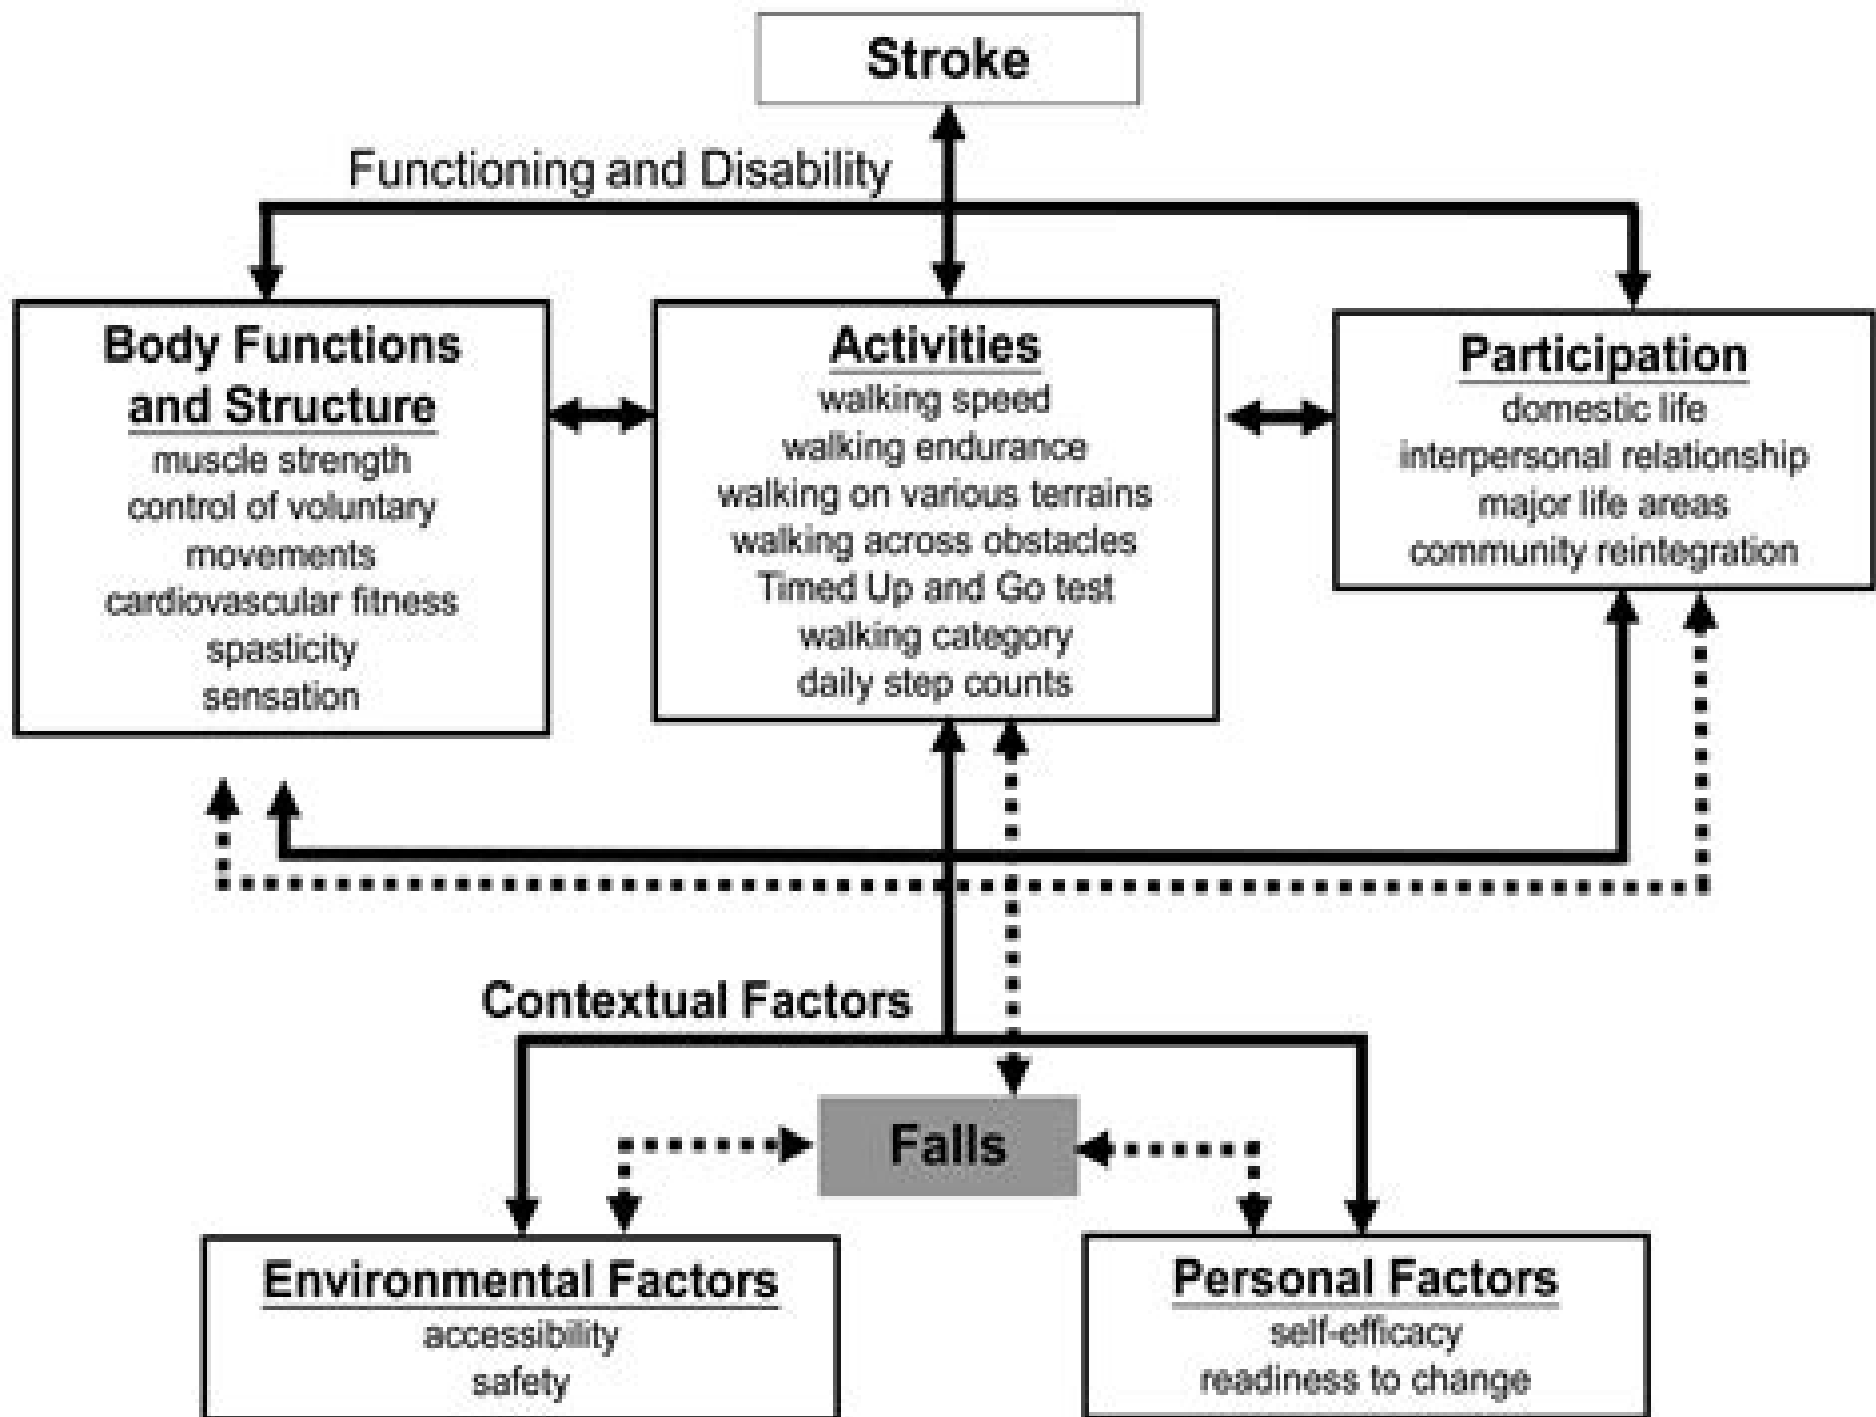 Stroke
Functioning and Disability
Body Functions
and Structure
muscle strength
control of voluntary
movements
cardiovascular fitness
spasticity
sensation
Activities
walking speed
walking endurance
walking on various terrains
walking across obstacles
Timed Up and Go test
walking category
daily step counts
Participation
domestic life
interpersonal relationship
major life areas
community reintegration
Contextual Factors
Falls
Environmental Factors
accessibility
safety
Personal Factors
self-efficacy
readiness to change